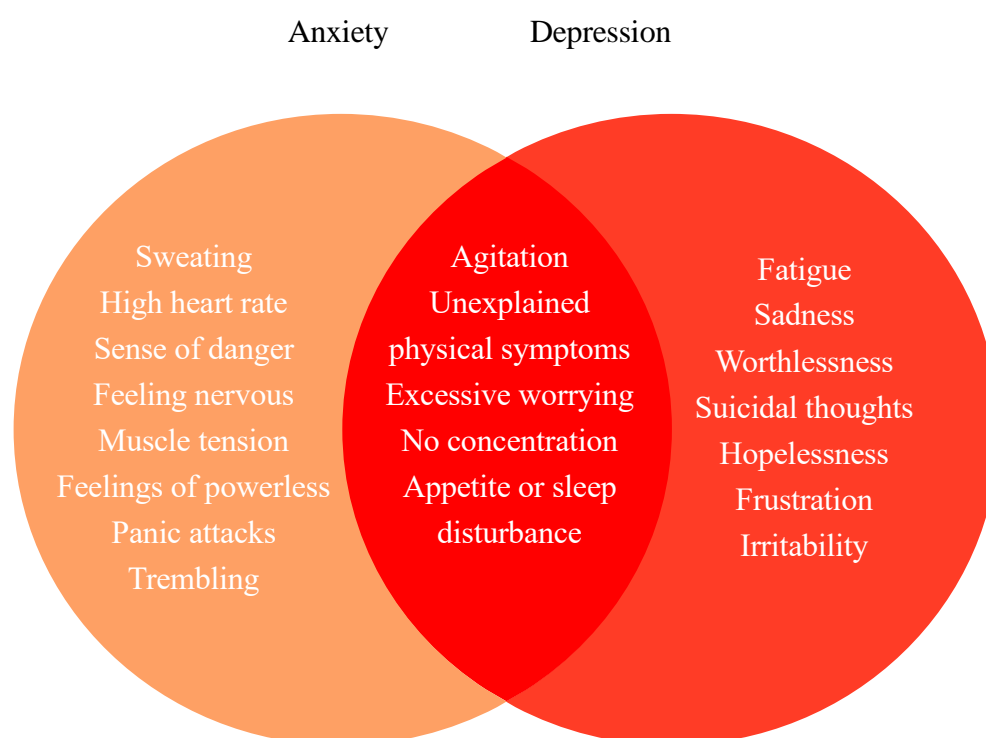 Anxiety
Depression
Sweating
High heart rate
Sense of danger
Feeling nervous
Muscle tension
Feelings of powerless
Panic attacks
Trembling
Agitation
Unexplained
physical symptoms
Excessive worrying
No concentration
Appetite or sleep
disturbance
Fatigue
Sadness
Worthlessness
Suicidal thoughts
Hopelessness
Frustration
Irritability